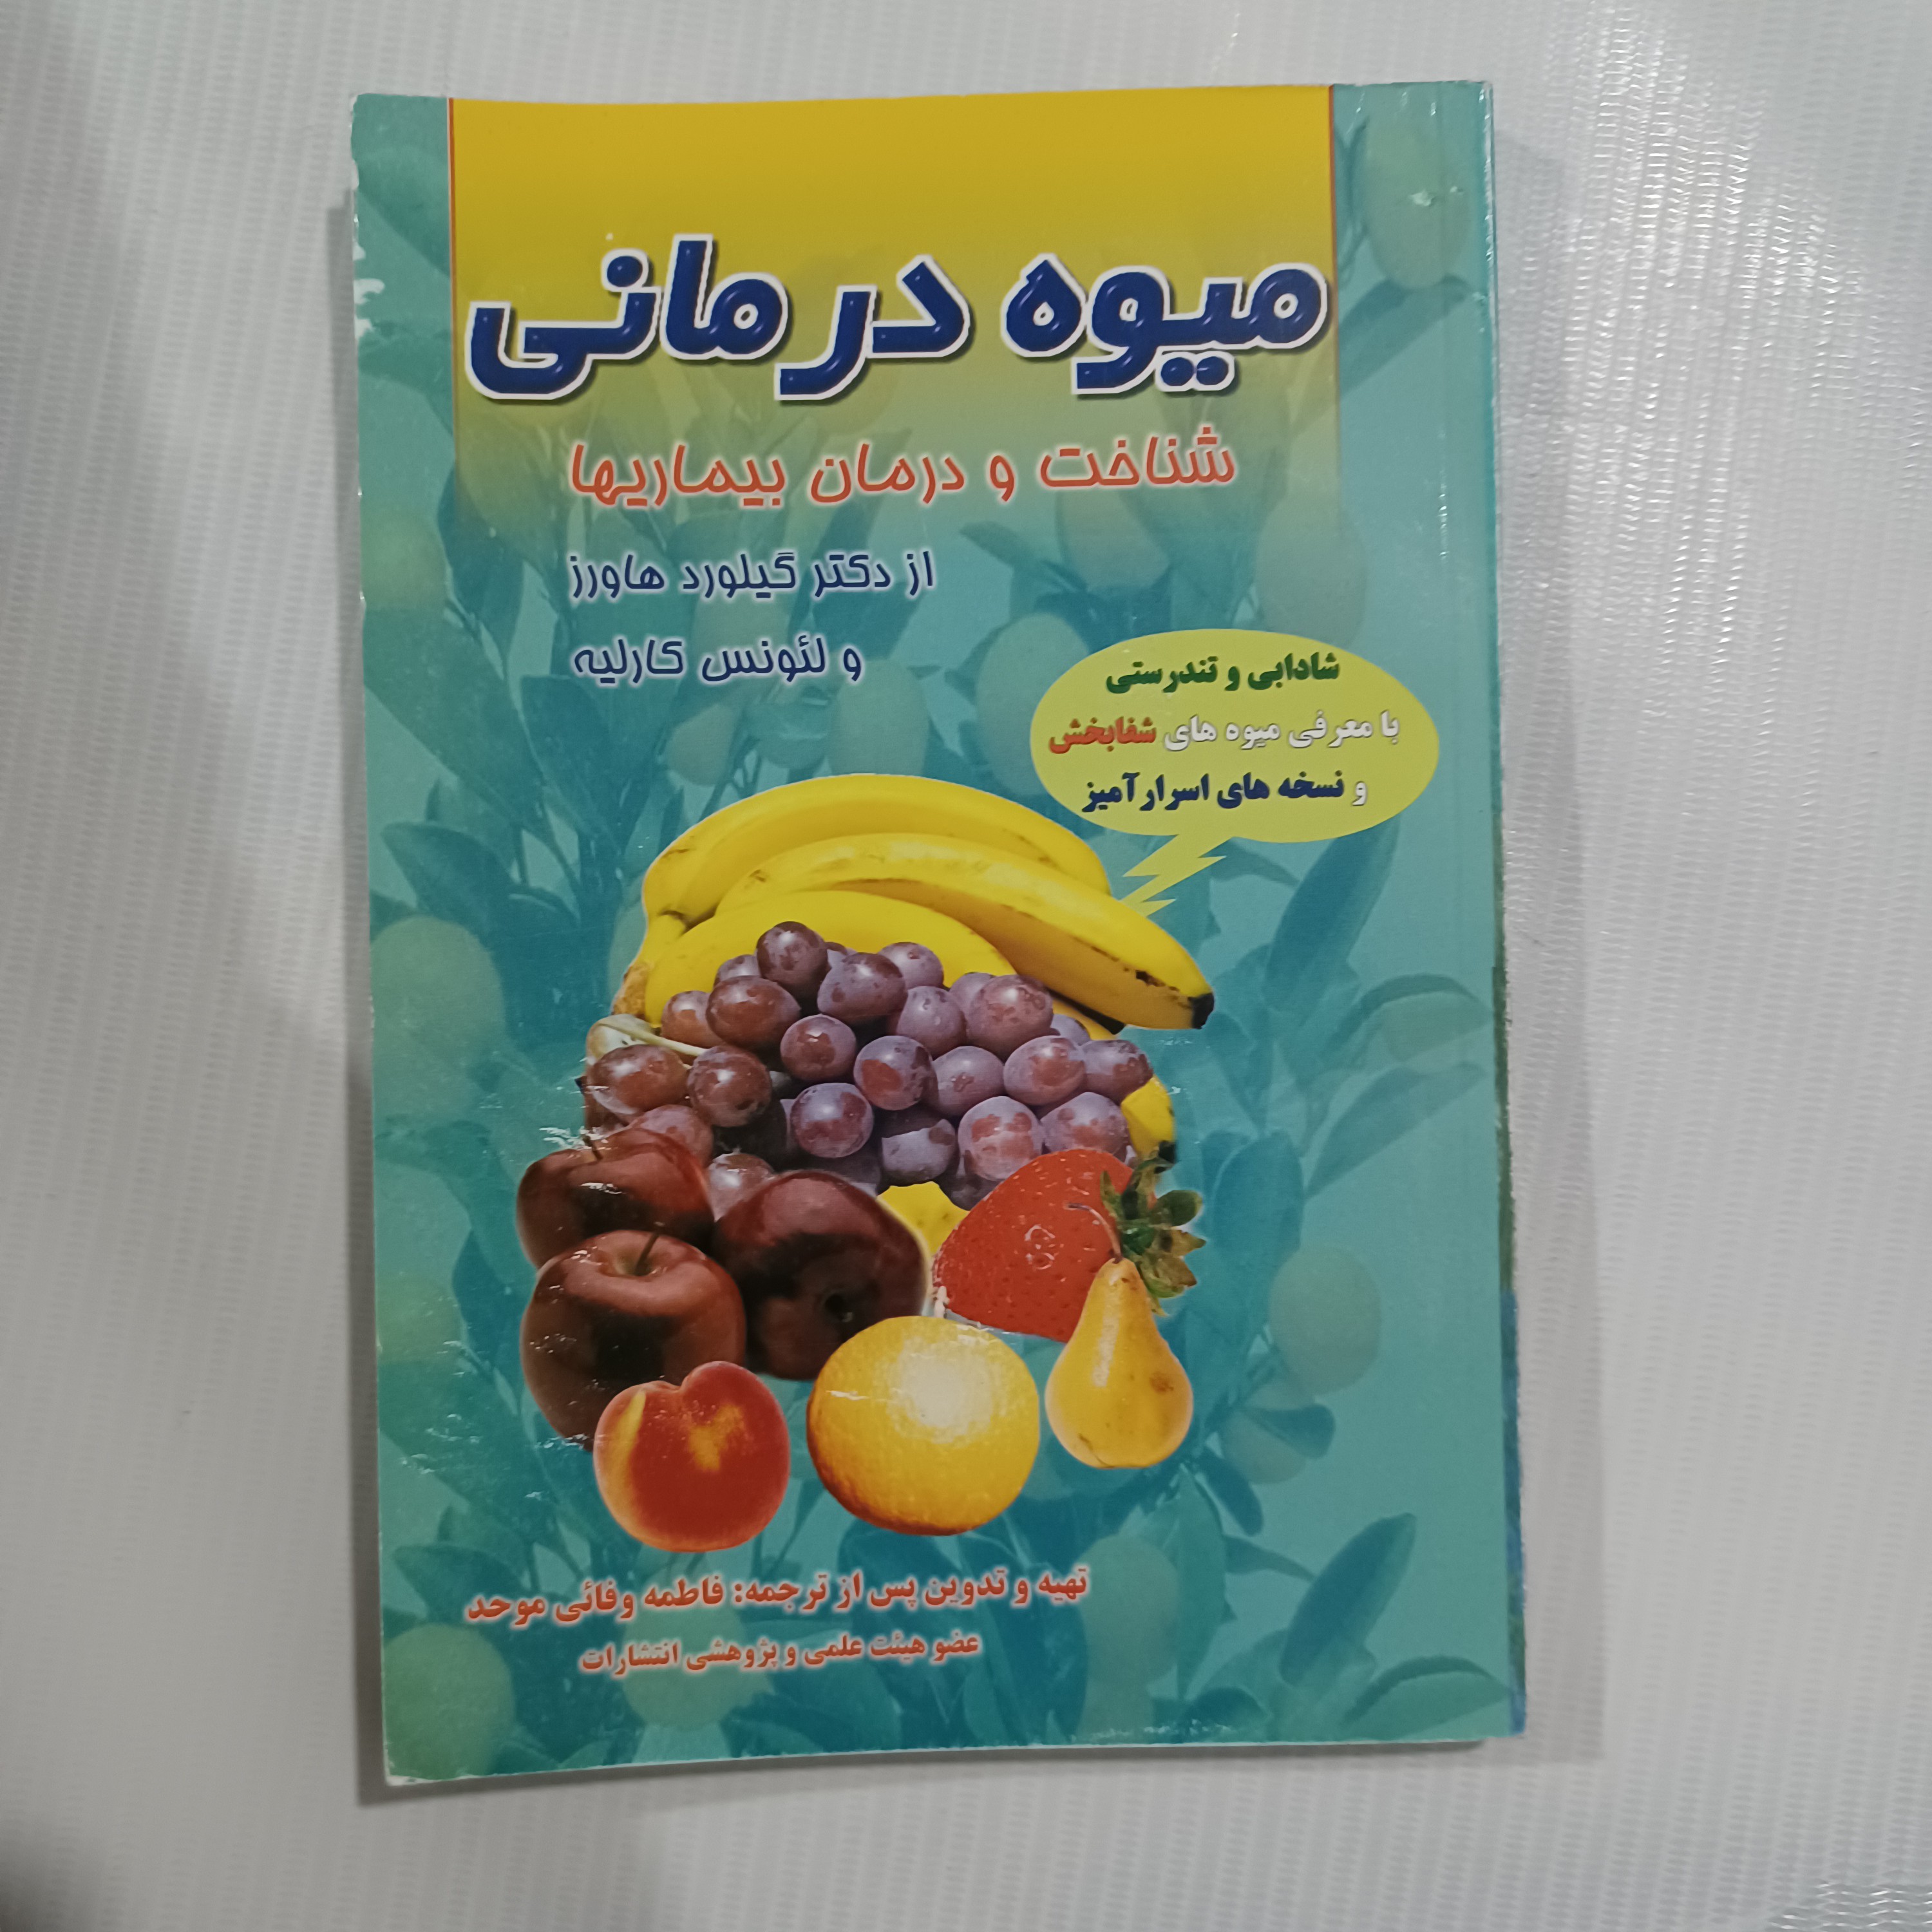 میوه درمانی
شناخت و درمان بیماریها
از دکتر گیلورد هاورز
و لئونس کارلیه
شادابی و تندرستی
با معرفی میوه های شفابخش
و نسخه های اسرارآمیز
تهیه و تدوین پس از ترجمه: فاطمه وفائی موحد
عضو هیئت علمی و پژوهشی انتشارات